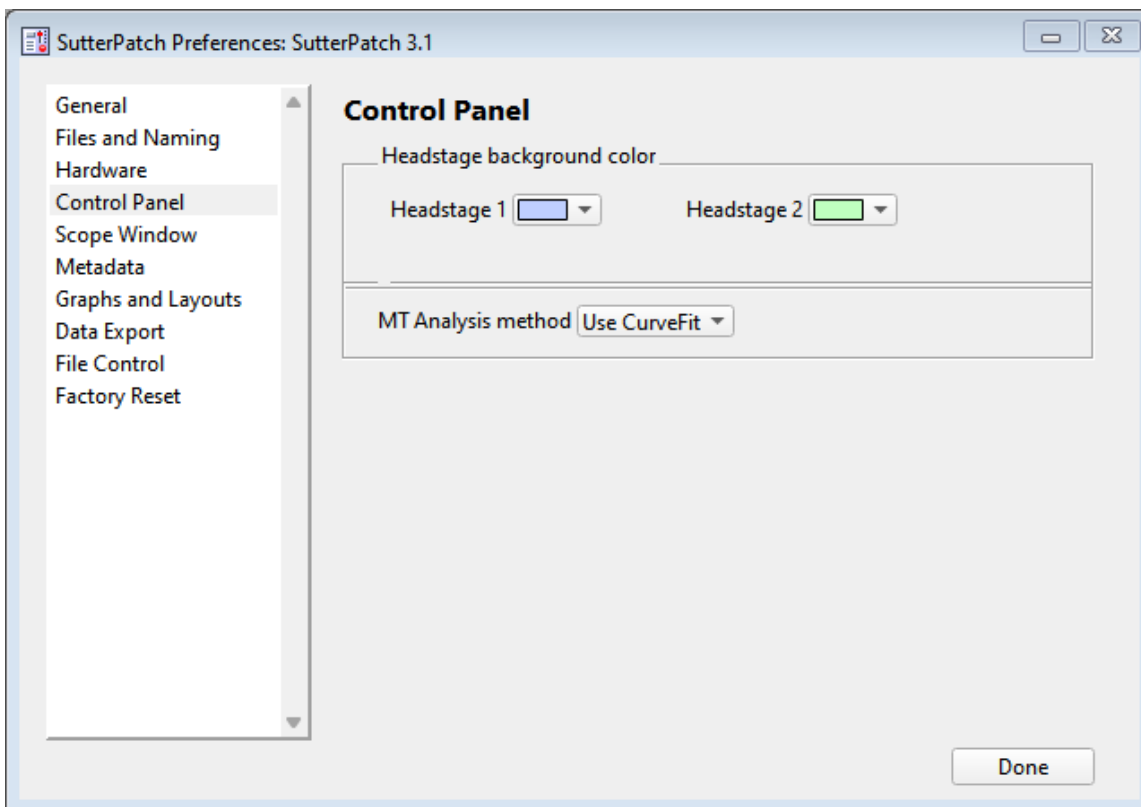 SutterPatch Preferences: SutterPatch 3.1
General
Files and Naming
Hardware
Control Panel
Scope Window
Metadata
Graphs and Layouts
Data Export
File Control
Factory Reset
Control Panel
Headstage background color
Headstage 1 Headstage 2
MT Analysis method Use CurveFit
Done